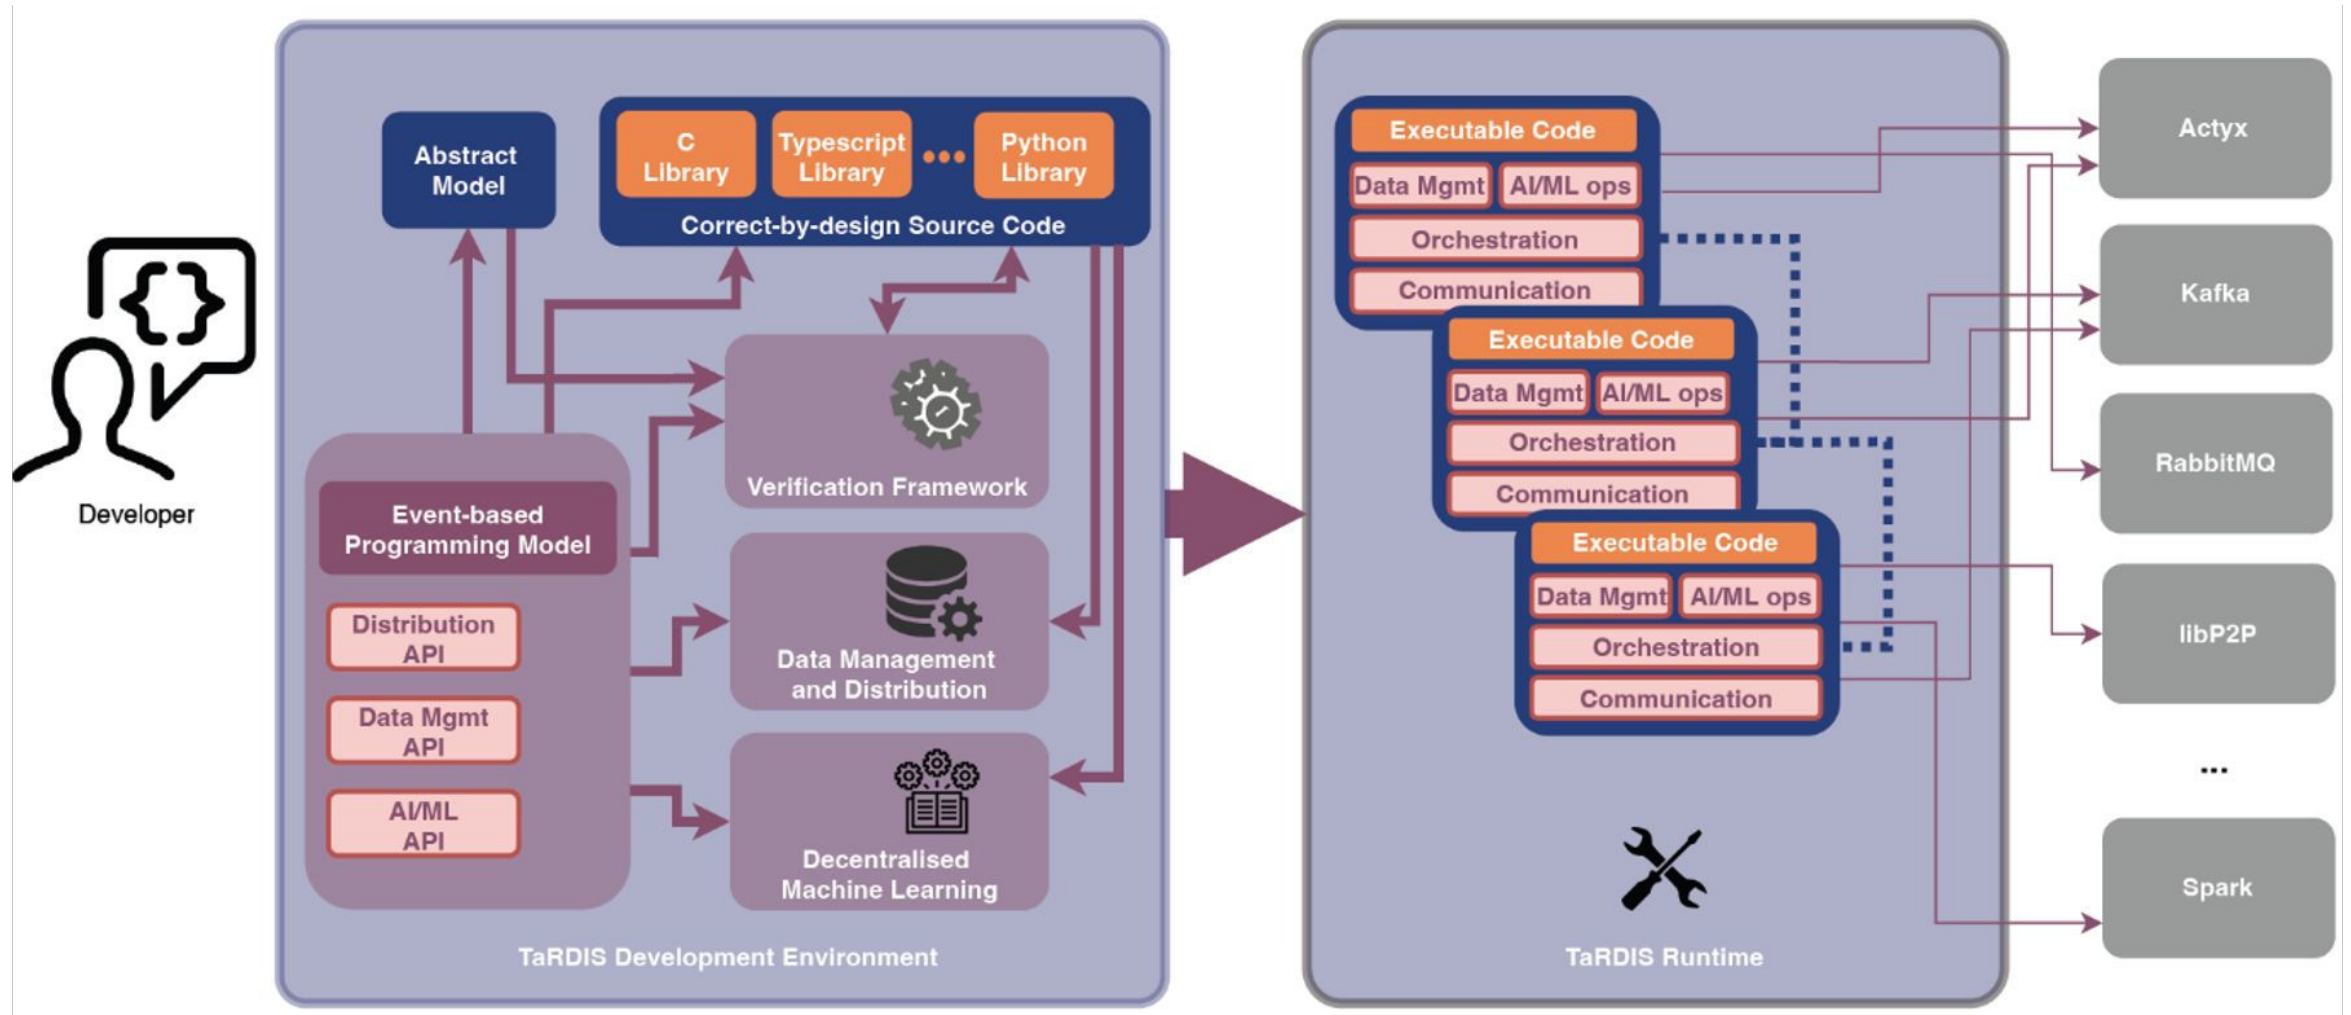 Developer
Abstract
Model
C
Library
Typescript
Library
Python
Library
Correct-by-design Source Code
Event-based
Programming Model
Distribution
API
Data Mgmt
API
AI/ML
API
Verification Framework
Data Management
and Distribution
Decentralised
Machine Learning
TaRDIS Development Environment
Executable Code
Data Mgmt
AI/ML ops
Orchestration
Communication
Executable Code
Data Mgmt
AI/ML ops
Orchestration
Communication
Executable Code
Data Mgmt
AI/ML ops
Orchestration
Communication
TaRDIS Runtime
Actyx
Kafka
RabbitMQ
libP2P
...
Spark